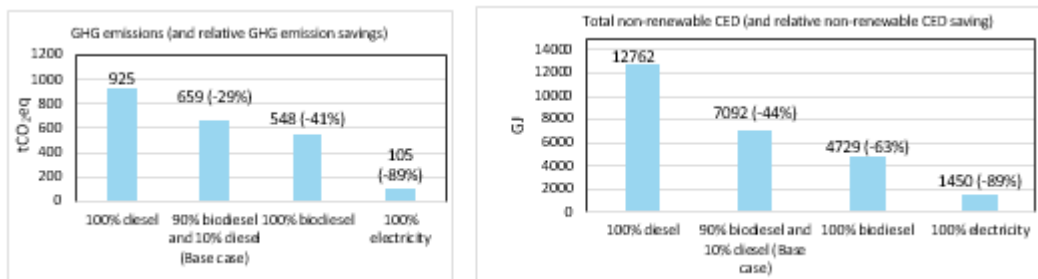 GHG emissions (and relative GHG emission savings)
1200
1000
800
600
400
200
0
tCO₂eq
925
659 (-29%)
548 (-41%)
105
(-89%)
100% diesel
90% biodiesel
and 10% diesel
(Base case)
100% biodiesel
100%
electricity
Total non-renewable CED (and relative non-renewable CED saving)
14000
12000
10000
8000
6000
4000
2000
0
GJ
12762
7092 (-44%)
4729 (-63%)
1450 (-89%)
100% diesel
90% biodiesel and
10% diesel (Base
case)
100% biodiesel
100% electricity